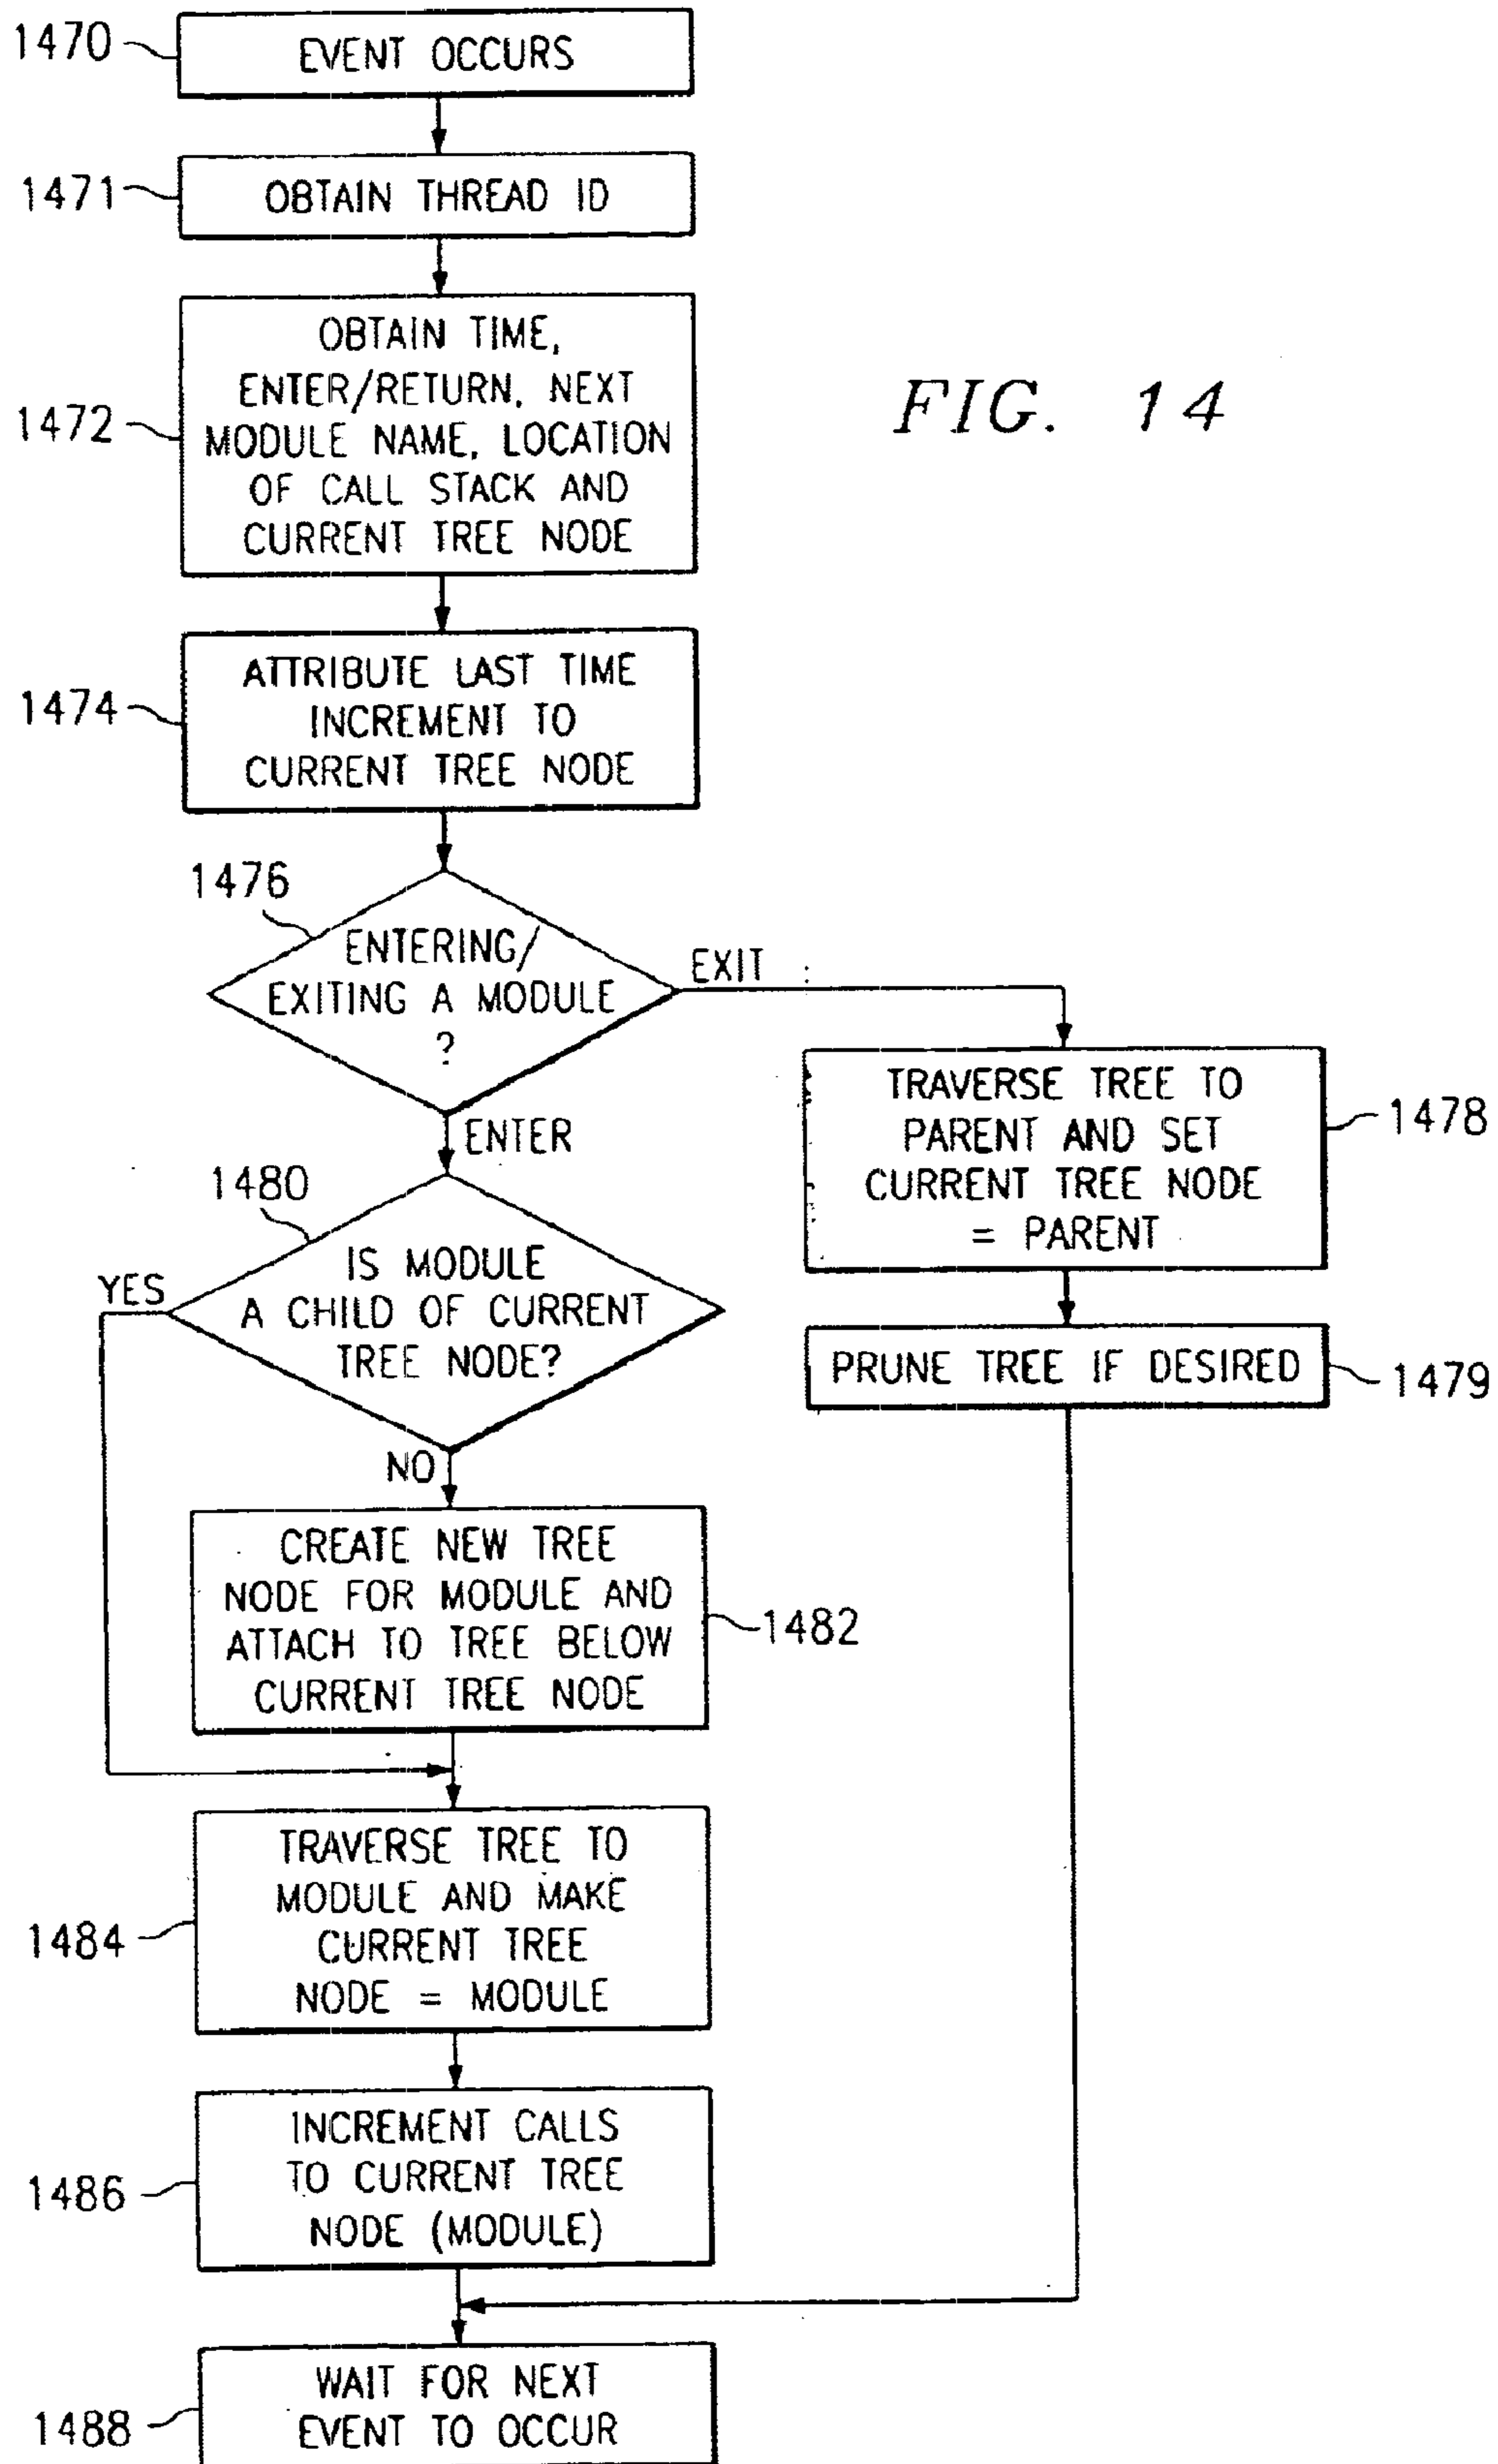 1470
EVENT OCCURS
1471
OBTAIN THREAD ID
1472
OBTAIN TIME,
ENTER/RETURN, NEXT
MODULE NAME, LOCATION
OF CALL STACK AND
CURRENT TREE NODE
FIG. 14
1474
ATTRIBUTE LAST TIME
INCREMENT TO
CURRENT TREE NODE
1476
ENTERING/
EXITING A MODULE
?
EXIT
ENTER
TRAVERSE TREE TO
PARENT AND SET
CURRENT TREE NODE
= PARENT
1478
PRUNE TREE IF DESIRED
1479
1480
IS MODULE
A CHILD OF CURRENT
TREE NODE?
YES
NO
CREATE NEW TREE
NODE FOR MODULE AND
ATTACH TO TREE BELOW
CURRENT TREE NODE
1482
1484
TRAVERSE TREE TO
MODULE AND MAKE
CURRENT TREE
NODE = MODULE
1486
INCREMENT CALLS
TO CURRENT TREE
NODE (MODULE)
1488
WAIT FOR NEXT
EVENT TO OCCUR